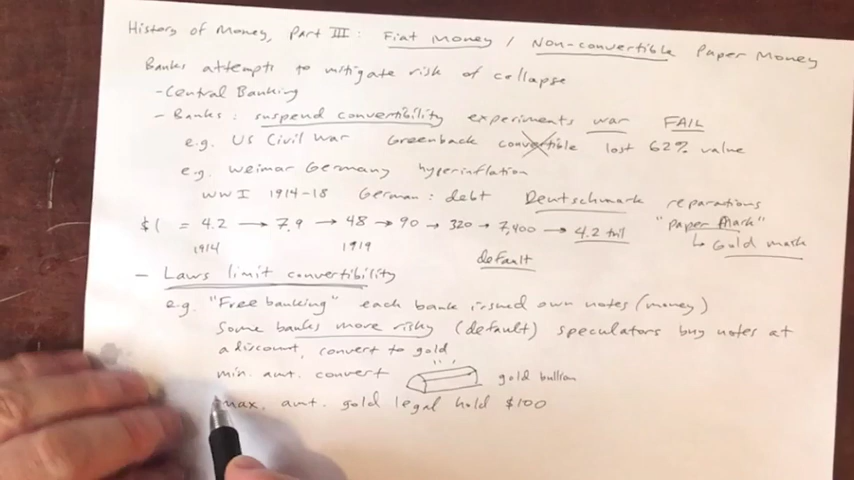 History of Money, Part III: Fiat Money / Non-convertible Paper Money
Banks attempts to mitigate risk of collapse
- Central Banking
- Banks: suspend convertibility experiments war FAIL
e.g. US Civil War Greenback convertible lost 62% value
e.g. Weimar Germany hyperinflation
WWI 1914-18 German: debt Deutschmark reparations
$1 = 4.2 → 7.9 → 48 → 90 → 320 → 7,400 → 4.2 tril "paper Mark"
1914 1919 ↳ Gold mark
default
- Laws limit convertibility
e.g. "Free banking" each bank issued own notes (money)
Some banks more risky (default) speculators buy notes at
a discount, convert to gold
min. amt. convert gold bullion
max. amt. gold legal hold $100